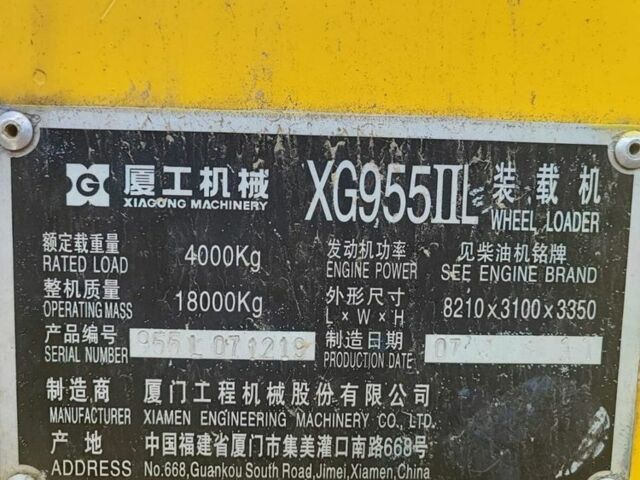 G 厦工机械 XG955ⅡL 装载机
XIAGONG MACHINERY WHEEL LOADER
额定载重量 4000Kg 发动机功率 见柴油机铭牌
RATED LOAD ENGINE POWER SEE ENGINE BRAND
整机质量 18000Kg 外形尺寸 8210×3100×3350
OPERATING MASS L×W×H
产品编号 955L071219 制造日期 07
SERIAL NUMBER PRODUCTION DATE
制造商 厦门工程机械股份有限公司
MANUFACTURER XIAMEN ENGINEERING MACHINERY CO., LTD.
产地 中国福建省厦门市集美灌口南路668号
ADDRESS No:668,Guankou South Road,Jimei,Xiamen,China